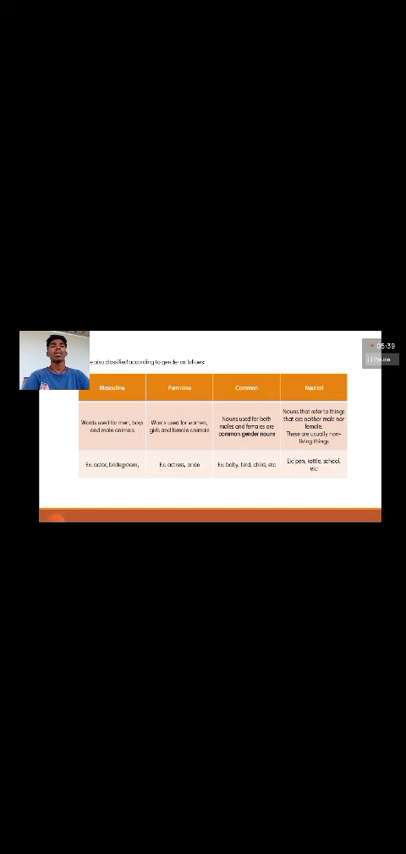 e also classified according to gender as follows:
05:39
Pause
Masculine
Feminine
Common
Neutral
Words used for men, boys
and male animals
Words used for women,
girls and female animals
Nouns used for both
males and females are
common gender nouns
Nouns that refer to things
that are neither male nor
female.
These are usually non-
living things
Ex: actor, bridegroom,
Ex: actress, bride
Ex: baby, bird, child, etc
Ex: pen, kettle, school,
etc